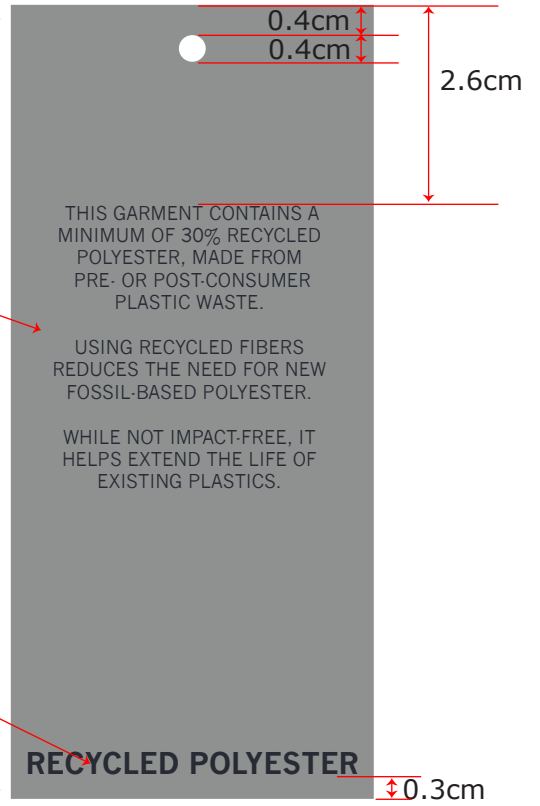 0.4cm
0.4cm
2.6cm
THIS GARMENT CONTAINS A
MINIMUM OF 30% RECYCLED
POLYESTER, MADE FROM
PRE- OR POST-CONSUMER
PLASTIC WASTE.
USING RECYCLED FIBERS
REDUCES THE NEED FOR NEW
FOSSIL-BASED POLYESTER.
WHILE NOT IMPACT-FREE, IT
HELPS EXTEND THE LIFE OF
EXISTING PLASTICS.
RECYCLED POLYESTER
0.3cm